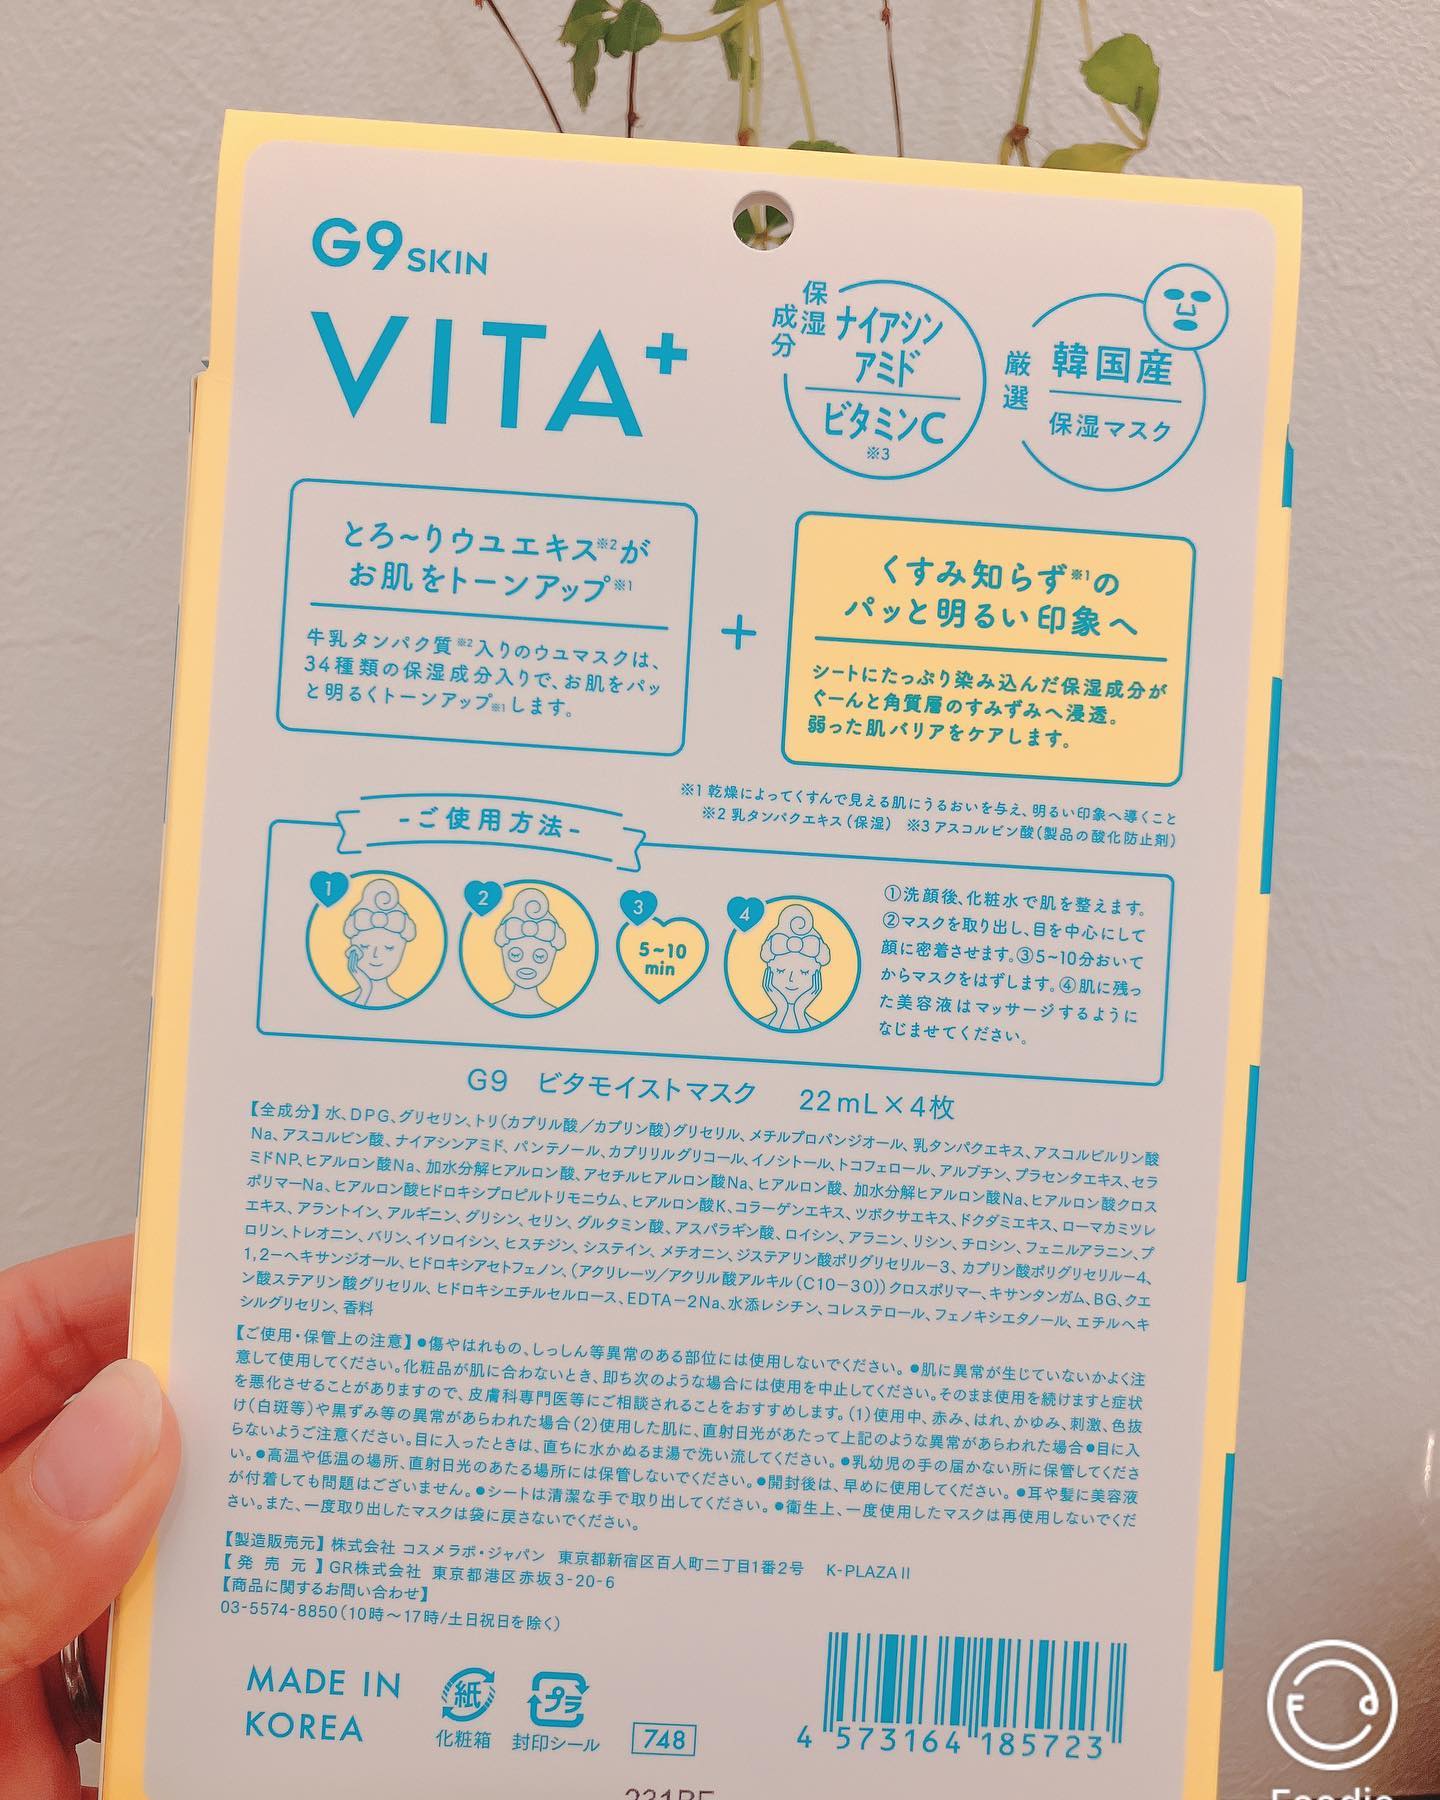 G9 SKIN
VITA+
保湿成分
ナイアシン
アミド
ビタミンC
※3
厳選
韓国産
保湿マスク
とろ～りウユエキス※2が
お肌をトーンアップ※1
牛乳タンパク質※2入りのウユマスクは、
34種類の保湿成分入りで、お肌をパッ
と明るくトーンアップ※1します。
+
くすみ知らず※1の
パッと明るい印象へ
シートにたっぷり染み込んだ保湿成分が
ぐーんと角質層のすみずみへ浸透。
弱った肌バリアをケアします。
※1 乾燥によってくすんで見える肌にうるおいを与え、明るい印象へ導くこと
※2 乳タンパクエキス(保湿) ※3 アスコルビン酸(製品の酸化防止剤)
-ご使用方法-
1
2
3
5~10
min
4
①洗顔後、化粧水で肌を整えます。
②マスクを取り出し、目を中心にして
顔に密着させます。③5~10分おいて
からマスクをはずします。④肌に残っ
た美容液はマッサージするように
なじませてください。
G9 ビタモイストマスク 22mL×4枚
【全成分】水、DPG、グリセリン、トリ(カプリル酸/カプリン酸)グリセリル、メチルプロパンジオール、乳タンパクエキス、アスコルビルリン酸
Na、アスコルビン酸、ナイアシンアミド、パンテノール、カプリリルグリコール、イノシトール、トコフェロール、アルブチン、プラセンタエキス、セラ
ミドNP、ヒアルロン酸Na、加水分解ヒアルロン酸、アセチルヒアルロン酸Na、ヒアルロン酸、加水分解ヒアルロン酸Na、ヒアルロン酸クロス
ポリマーNa、ヒアルロン酸ヒドロキシプロピルトリモニウム、ヒアルロン酸K、コラーゲンエキス、ツボクサエキス、ドクダミエキス、ローマカミツレ
エキス、アラントイン、アルギニン、グリシン、セリン、グルタミン酸、アスパラギン酸、ロイシン、アラニン、リシン、チロシン、フェニルアラニン、プ
ロリン、トレオニン、バリン、イソロイシン、ヒスチジン、システイン、メチオニン、ジステアリン酸ポリグリセリル－3、カプリン酸ポリグリセリル－4、
1,2－ヘキサンジオール、ヒドロキシアセトフェノン、(アクリレーツ/アクリル酸アルキル(C10－30))クロスポリマー、キサンタンガム、BG、クエ
ン酸ステアリン酸グリセリル、ヒドロキシエチルセルロース、EDTA－2Na、水添レシチン、コレステロール、フェノキシエタノール、エチルヘキ
シルグリセリン、香料
【ご使用・保管上の注意】●傷やはれもの、しっしん等異常のある部位には使用しないでください。●肌に異常が生じていないかよく注
意して使用してください。化粧品が肌に合わないとき、即ち次のような場合には使用を中止してください。そのまま使用を続けますと症状
を悪化させることがありますので、皮膚科専門医等にご相談されることをおすすめします。(1)使用中、赤み、はれ、かゆみ、刺激、色抜
け(白斑等)や黒ずみ等の異常があらわれた場合(2)使用した肌に、直射日光があたって上記のような異常があらわれた場合●目に入
らないようご注意ください。目に入ったときは、直ちに水かぬるま湯で洗い流してください。●乳幼児の手の届かない所に保管してくださ
い。●高温や低温の場所、直射日光のあたる場所には保管しないでください。●開封後は、早めに使用してください。●耳や髪に美容液
が付着しても問題はございません。●シートは清潔な手で取り出してください。●衛生上、一度使用したマスクは再使用しないでくだ
さい。また、一度取り出したマスクは袋に戻さないでください。
【製造販売元】株式会社 コスメラボ・ジャパン 東京都新宿区百人町二丁目1番2号 K-PLAZAⅡ
【発売元】GR株式会社 東京都港区赤坂3-20-6
【商品に関するお問い合わせ】
03-5574-8850(10時～17時/土日祝日を除く)
MADE IN
KOREA
紙
化粧箱
プラ
封印シール
748
4 573164 185723
Foodie